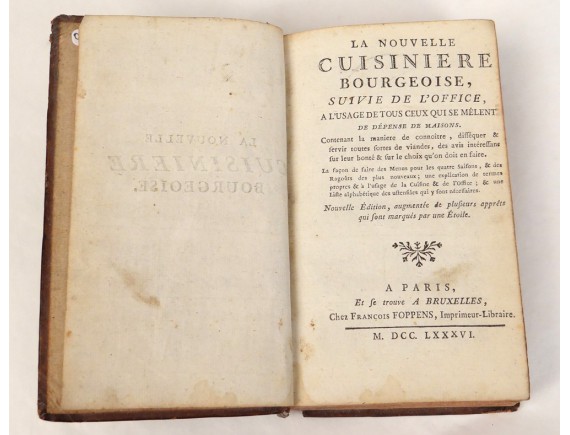 LA NOUVELLE
CUISINIERE
BOURGEOISE,
SUIVIE DE L'OFFICE,
A L'USAGE DE TOUS CEUX QUI SE MÊLENT
DE DÉPENSE DE MAISONS.
Contenant la maniere de connoître, disséquer &
servir toutes sortes de viandes, des avis intéressans
sur leur bonté & sur le choix qu'on doit en faire.
La façon de faire des Menus pour les quatre Saisons, & des
Ragoûts des plus nouveaux; une explication de termes
propres & à l'usage de la Cuisine & de l'Office; & une
Liste alphabétique des ustensiles qui y sont nécessaires.
Nouvelle Édition, augmentée de plusieurs apprêts
qui sont marqués par une Étoile.
A PARIS,
Et se trouve A BRUXELLES,
Chez FRANÇOIS FOPPENS, Imprimeur-Libraire.
M. DCC. LXXXVI.